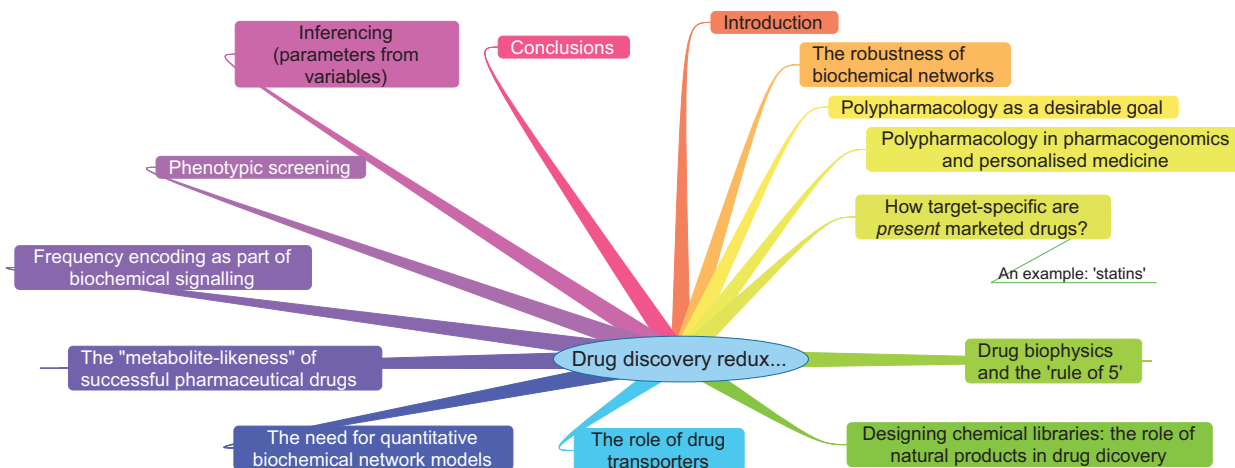 Introduction
The robustness of
biochemical networks
Polypharmacology as a desirable goal
Polypharmacology in pharmacogenomics
and personalised medicine
How target-specific are
present marketed drugs?
An example: 'statins'
Drug biophysics
and the 'rule of 5'
Designing chemical libraries: the role of
natural products in drug dicovery
The role of drug
transporters
The need for quantitative
biochemical network models
The "metabolite-likeness" of
successful pharmaceutical drugs
Frequency encoding as part of
biochemical signalling
Phenotypic screening
Inferencing
(parameters from
variables)
Conclusions
Drug discovery redux...